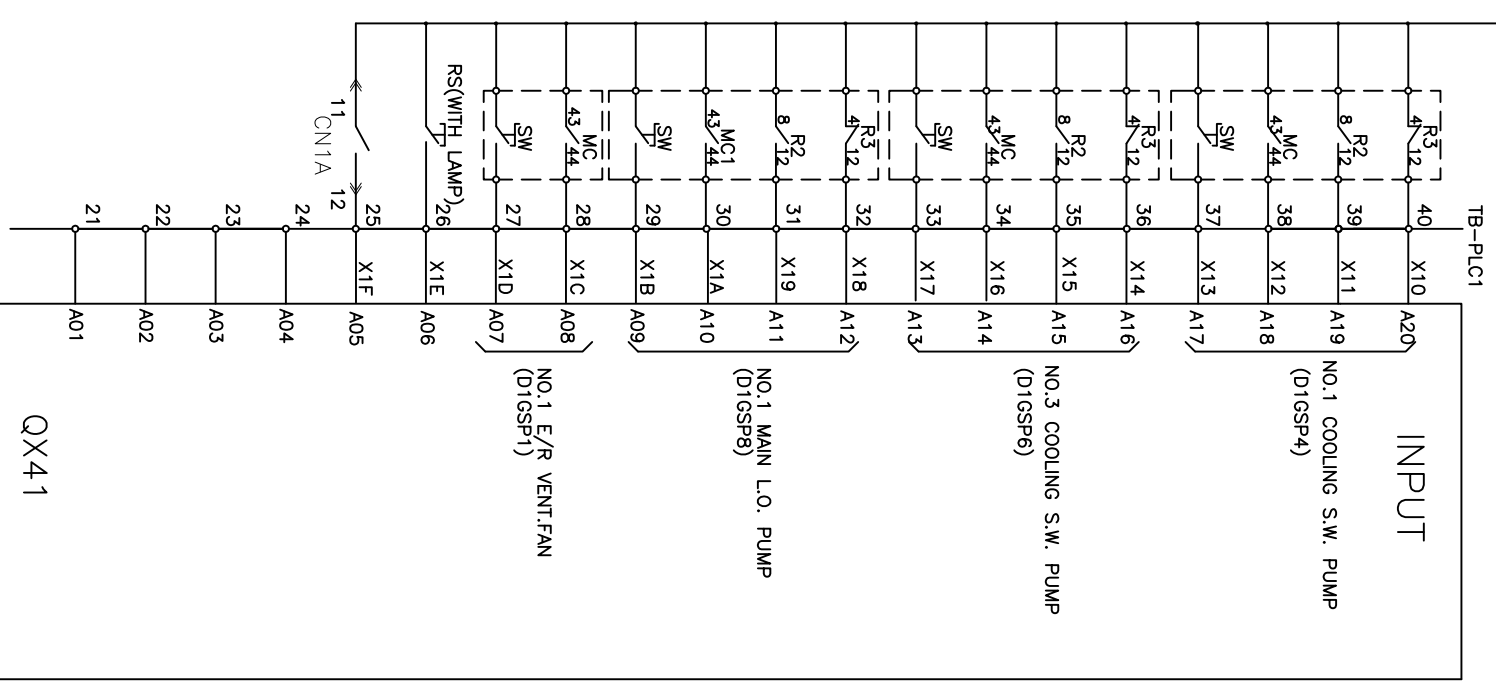 TB-PLC1
INPUT
R3
4
12
40
X10
A20
R2
8
12
39
X11
A19
MC
43
44
38
X12
A18
SW
37
X13
A17
NO.1 COOLING S.W. PUMP
(D1GSP4)
R3
4
12
36
X14
A16
R2
8
12
35
X15
A15
MC
43
44
34
X16
A14
SW
33
X17
A13
NO.3 COOLING S.W. PUMP
(D1GSP6)
R3
4
12
32
X18
A12
R2
8
12
31
X19
A11
MC1
43
44
30
X1A
A10
SW
29
X1B
A09
NO.1 MAIN L.O. PUMP
(D1GSP8)
MC
43
44
28
X1C
A08
SW
27
X1D
A07
NO.1 E/R VENT.FAN
(D1GSP1)
RS(WITH LAMP)
26
X1E
A06
11
CN1A
12
25
X1F
A05
24
A04
23
A03
22
A02
21
A01
QX41